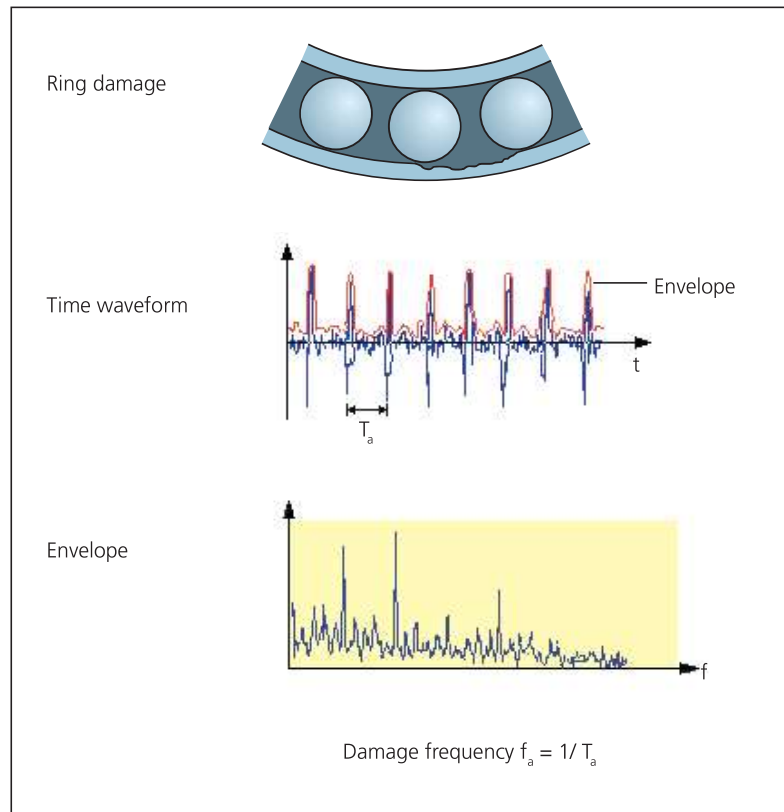 Ring damage
Time waveform
Envelope
t
Tₐ
Envelope
f
Damage frequency fₐ = 1/ Tₐ